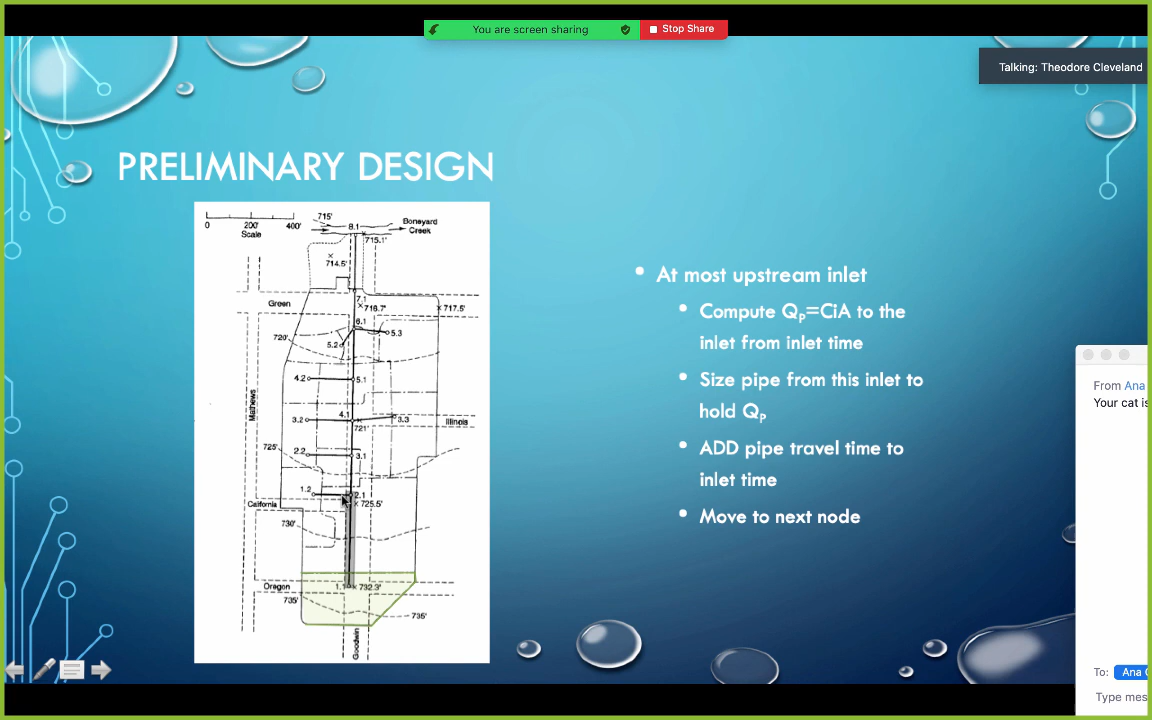 You are screen sharing
Stop Share
Talking: Theodore Cleveland
PRELIMINARY DESIGN
0 200' 400'
Scale
715'
8.1
Boneyard
Creek
715.1'
714.5'
Green
7.1
716.7'
717.5'
6.1
5.3
5.2
720'
4.2
5.1
Mathews
4.1
3.2
3.3
Illinois
721'
725'
2.2
3.1
1.2
2.1
725.5'
California
730'
Oregon
1.1
732.3'
735'
735'
Goodwin
• At most upstream inlet
• Compute QP=CiA to the
inlet from inlet time
• Size pipe from this inlet to
hold QP
• ADD pipe travel time to
inlet time
• Move to next node
From Ana
Your cat is
To: Ana
Type mes